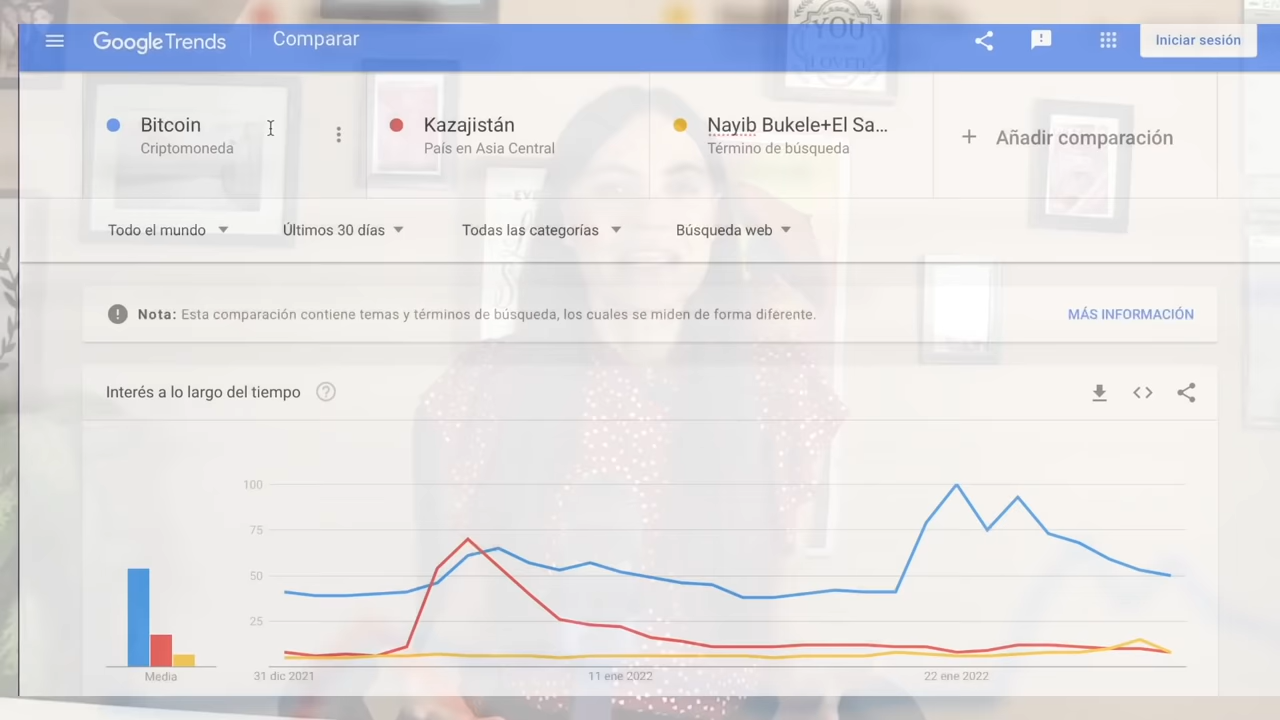 Google Trends
Comparar
Iniciar sesión
YOU
Bitcoin
Criptomoneda
Kazajistán
País en Asia Central
Nayib Bukele+El Sa...
Término de búsqueda
+ Añadir comparación
Todo el mundo
Últimos 30 días
Todas las categorías
Búsqueda web
Nota: Esta comparación contiene temas y términos de búsqueda, los cuales se miden de forma diferente.
MÁS INFORMACIÓN
Interés a lo largo del tiempo
100
75
50
25
Media
31 dic 2021
11 ene 2022
22 ene 2022